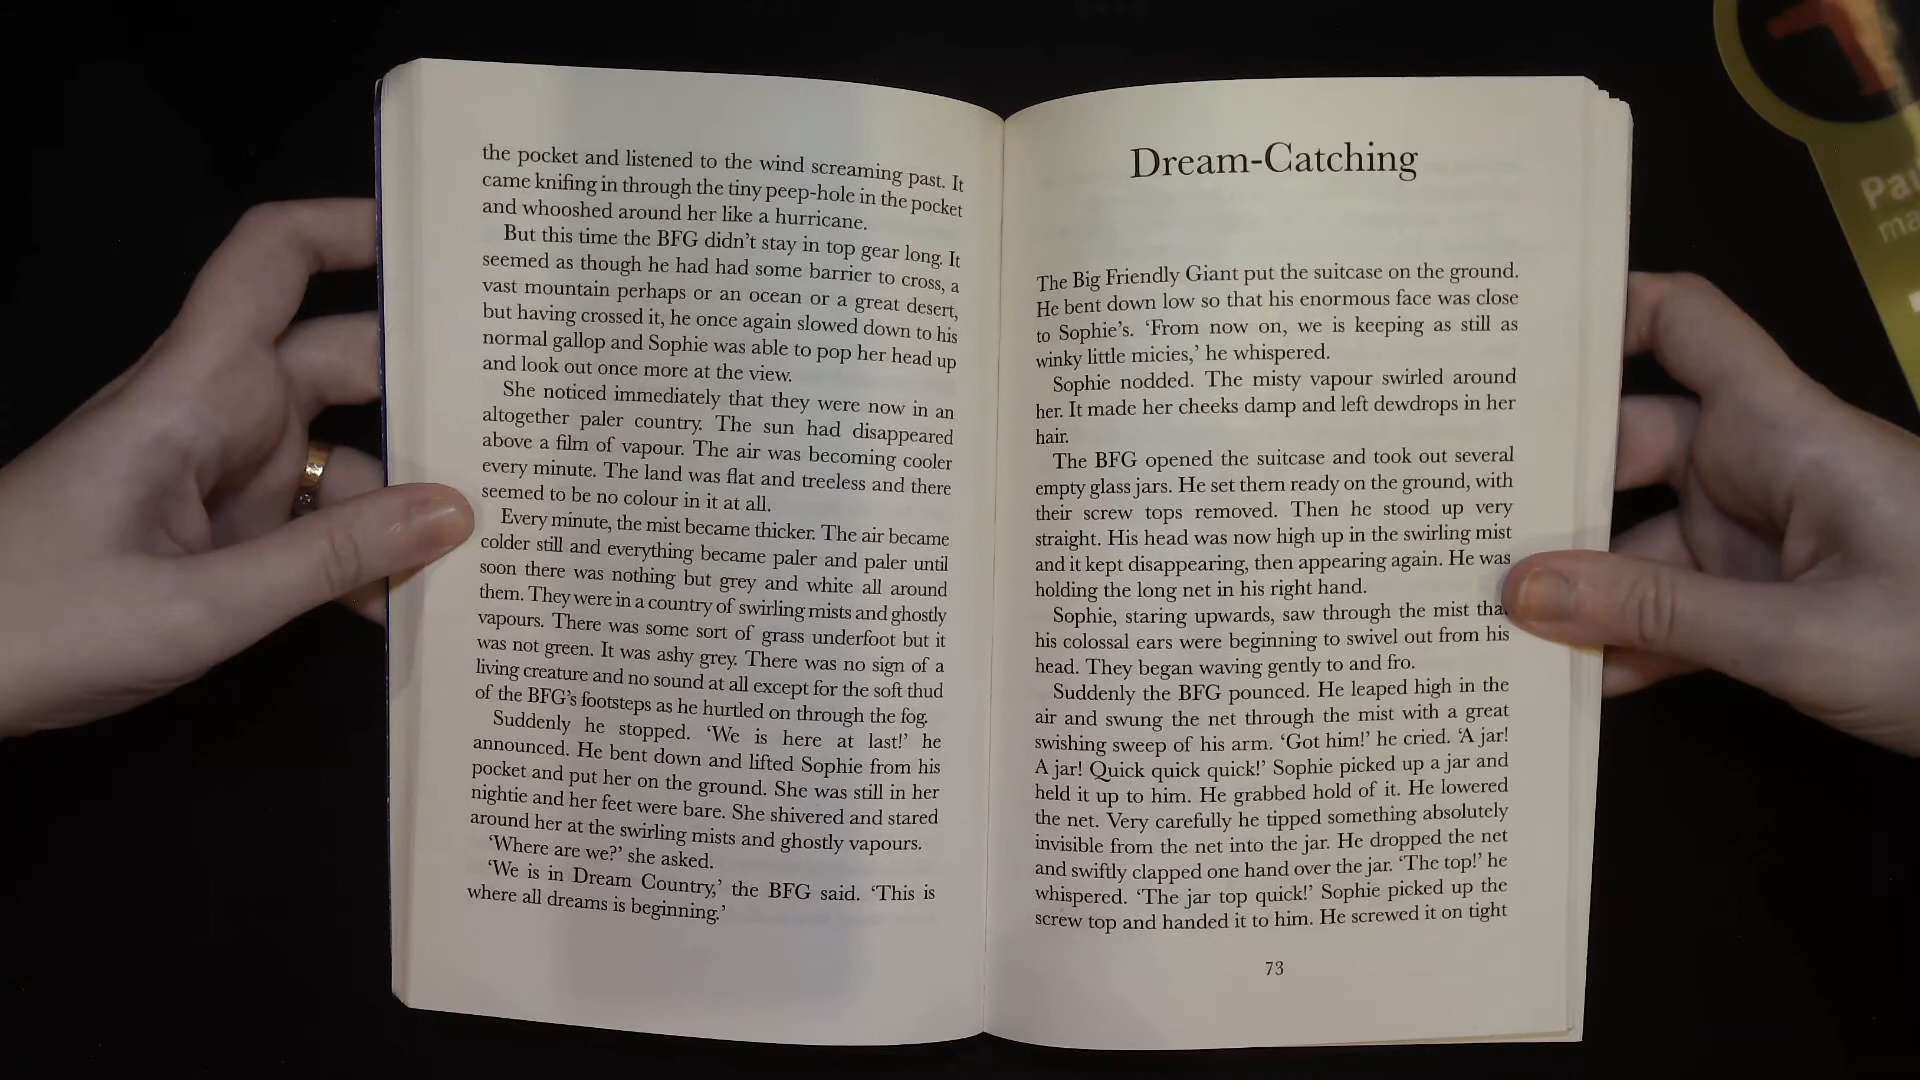 the pocket and listened to the wind screaming past. It
came knifing in through the tiny peep-hole in the pocket
and whooshed around her like a hurricane.
But this time the BFG didn't stay in top gear long. It
seemed as though he had had some barrier to cross, a
vast mountain perhaps or an ocean or a great desert,
but having crossed it, he once again slowed down to his
normal gallop and Sophie was able to pop her head up
and look out once more at the view.
She noticed immediately that they were now in an
altogether paler country. The sun had disappeared
above a film of vapour. The air was becoming cooler
every minute. The land was flat and treeless and there
seemed to be no colour in it at all.
Every minute, the mist became thicker. The air became
colder still and everything became paler and paler until
soon there was nothing but grey and white all around
them. They were in a country of swirling mists and ghostly
vapours. There was some sort of grass underfoot but it
was not green. It was ashy grey. There was no sign of a
living creature and no sound at all except for the soft thud
of the BFG's footsteps as he hurtled on through the fog.
Suddenly he stopped. ‘We is here at last!’ he
announced. He bent down and lifted Sophie from his
pocket and put her on the ground. She was still in her
nightie and her feet were bare. She shivered and stared
around her at the swirling mists and ghostly vapours.
‘Where are we?’ she asked.
‘We is in Dream Country,’ the BFG said. ‘This is
where all dreams is beginning.’
Dream-Catching
The Big Friendly Giant put the suitcase on the ground.
He bent down low so that his enormous face was close
to Sophie's. ‘From now on, we is keeping as still as
winky little micies,’ he whispered.
Sophie nodded. The misty vapour swirled around
her. It made her cheeks damp and left dewdrops in her
hair.
The BFG opened the suitcase and took out several
empty glass jars. He set them ready on the ground, with
their screw tops removed. Then he stood up very
straight. His head was now high up in the swirling mist
and it kept disappearing, then appearing again. He was
holding the long net in his right hand.
Sophie, staring upwards, saw through the mist that
his colossal ears were beginning to swivel out from his
head. They began waving gently to and fro.
Suddenly the BFG pounced. He leaped high in the
air and swung the net through the mist with a great
swishing sweep of his arm. ‘Got him!’ he cried. ‘A jar!
A jar! Quick quick quick!’ Sophie picked up a jar and
held it up to him. He grabbed hold of it. He lowered
the net. Very carefully he tipped something absolutely
invisible from the net into the jar. He dropped the net
and swiftly clapped one hand over the jar. ‘The top!’ he
whispered. ‘The jar top quick!’ Sophie picked up the
screw top and handed it to him. He screwed it on tight
73